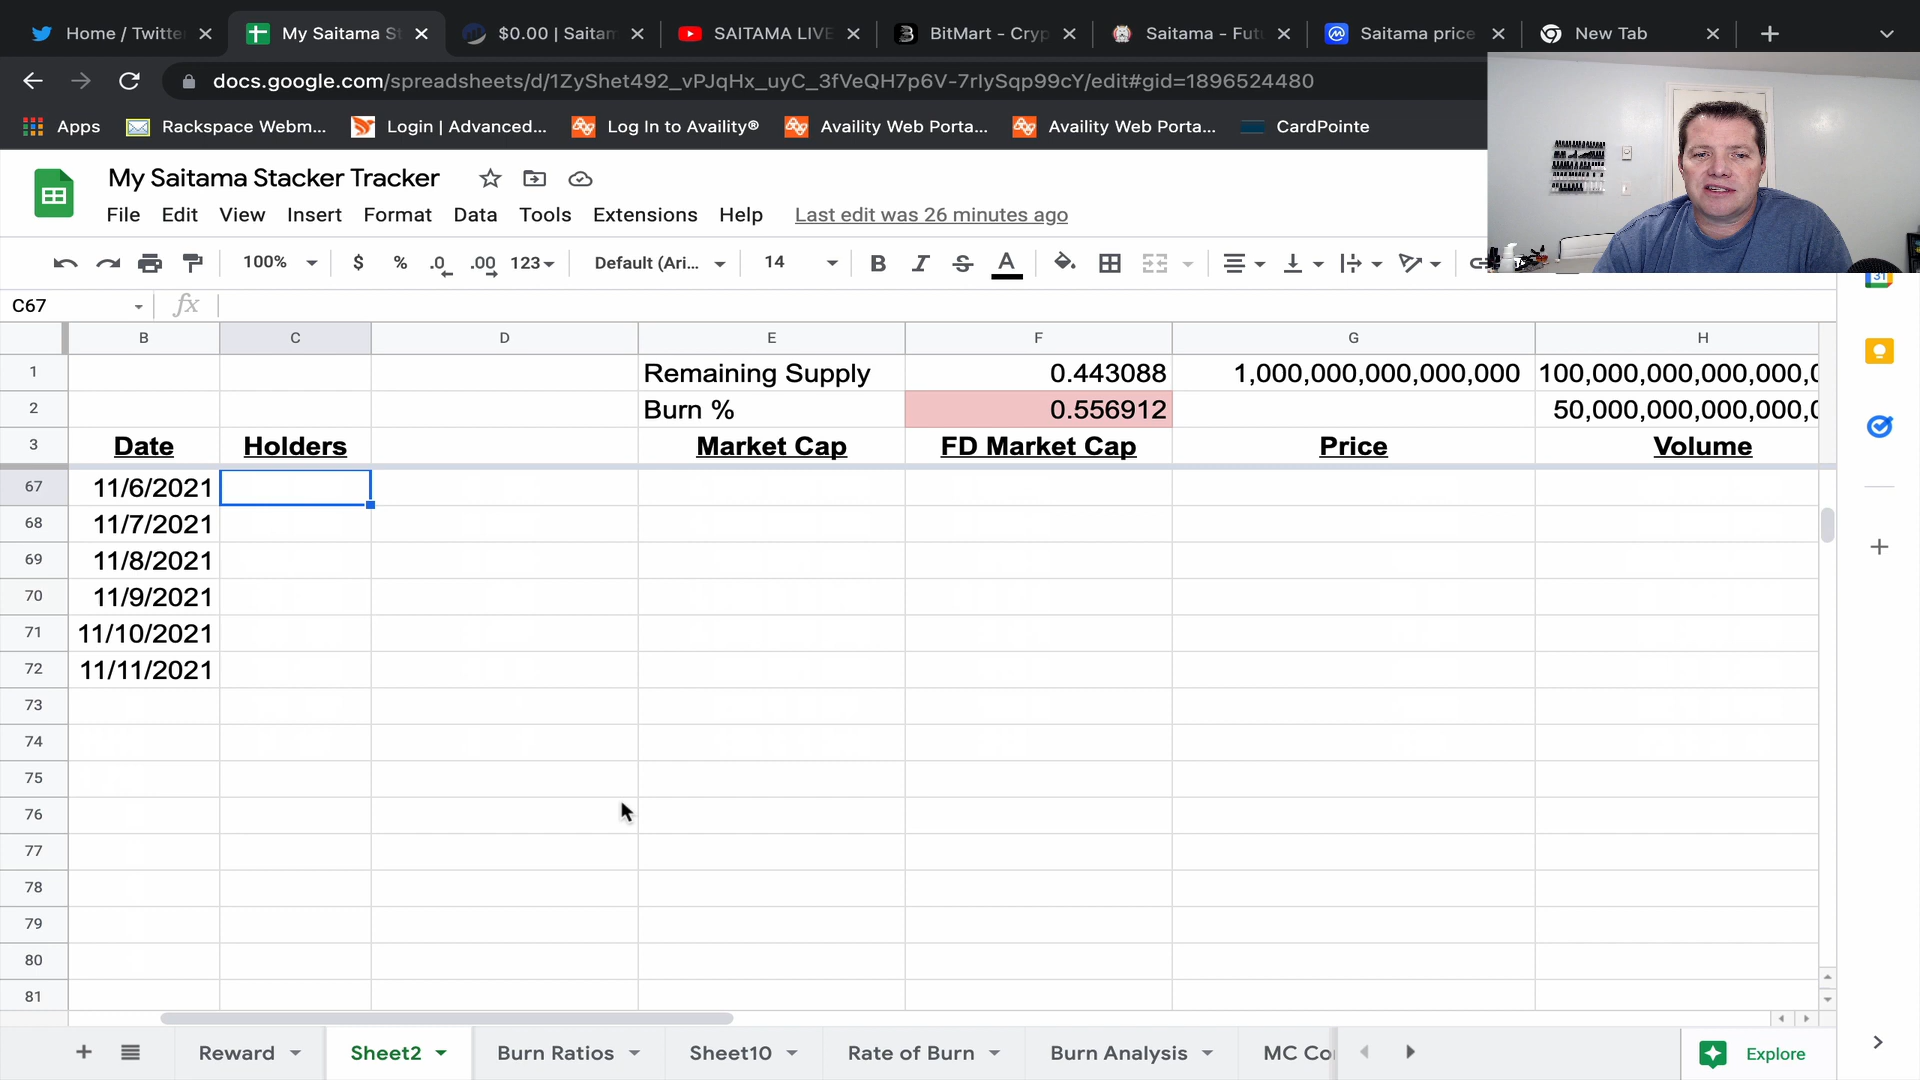 Home / Twitte
My Saitama S
$0.00 | Saitam
SAITAMA LIVE
BitMart - Cryp
Saitama - Fut
Saitama price
New Tab
docs.google.com/spreadsheets/d/1ZyShet492_vPJqHx_uyC_3fVeQH7p6V-7rIySqp99cY/edit#gid=1896524480
Apps
Rackspace Webm...
Login | Advanced...
Log In to Availity®
Availity Web Porta...
Availity Web Porta...
CardPointe
My Saitama Stacker Tracker
File Edit View Insert Format Data Tools Extensions Help Last edit was 26 minutes ago
100% $ % .0 .00 123 Default (Ari... 14 B I S A
31
C67 fx
B C D E F G H
1 Remaining Supply 0.443088 1,000,000,000,000,000 100,000,000,000,000,0
2 Burn % 0.556912 50,000,000,000,000,0
3 Date Holders Market Cap FD Market Cap Price Volume
67 11/6/2021
68 11/7/2021
69 11/8/2021
70 11/9/2021
71 11/10/2021
72 11/11/2021
73
74
75
76
77
78
79
80
81
Reward Sheet2 Burn Ratios Sheet10 Rate of Burn Burn Analysis MC Co Explore